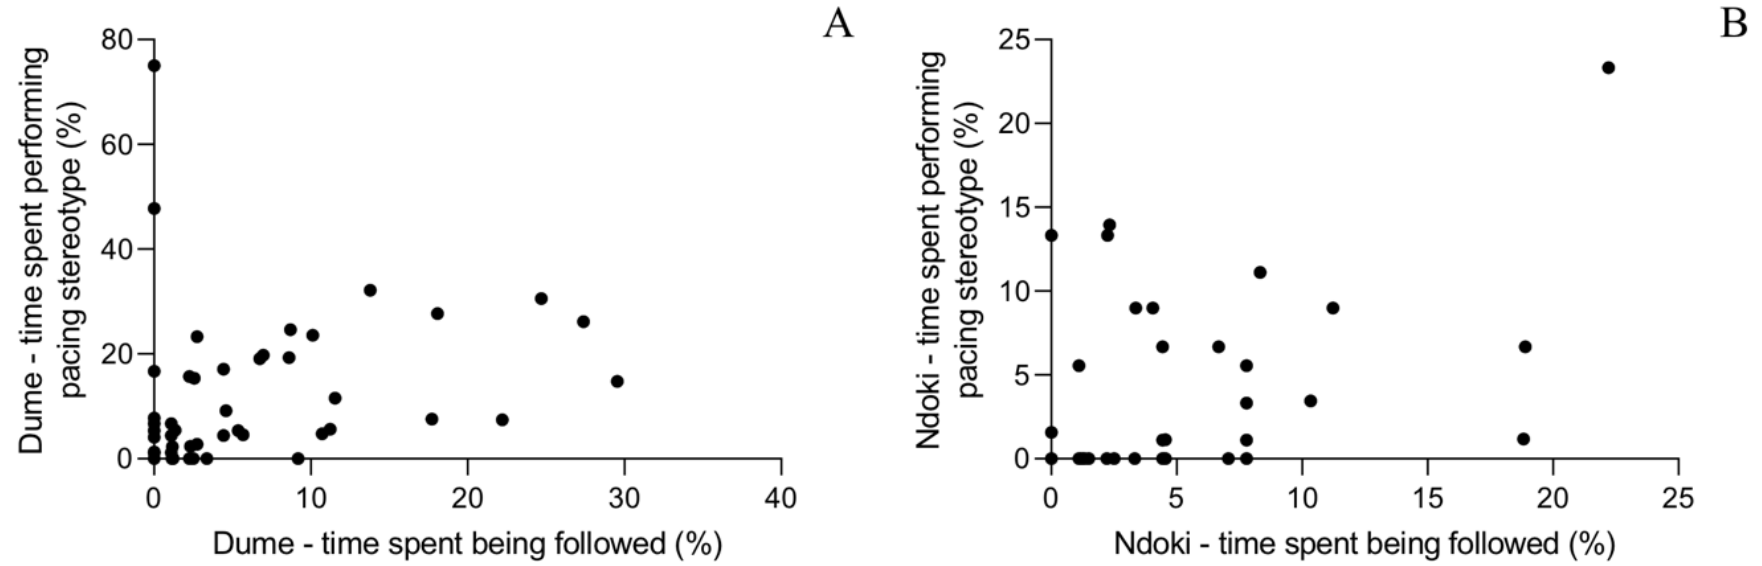 A
Dume - time spent performing
pacing stereotype (%)
80
60
40
20
0
0 10 20 30 40
Dume - time spent being followed (%)
B
Ndoki - time spent performing
pacing stereotype (%)
25
20
15
10
5
0
0 5 10 15 20 25
Ndoki - time spent being followed (%)